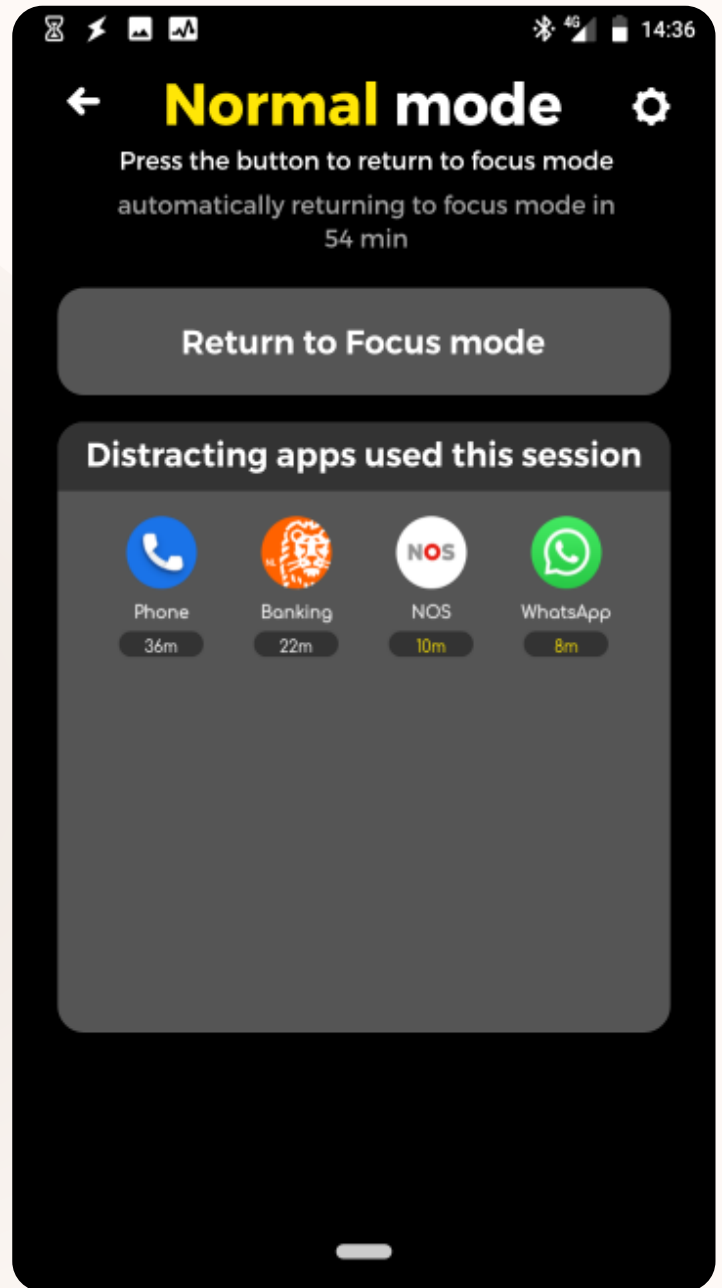 4G 14:36
Normal mode
Press the button to return to focus mode
automatically returning to focus mode in
54 min
Return to Focus mode
Distracting apps used this session
NL NOS
Phone Banking NOS WhatsApp
36m 22m 10m 8m